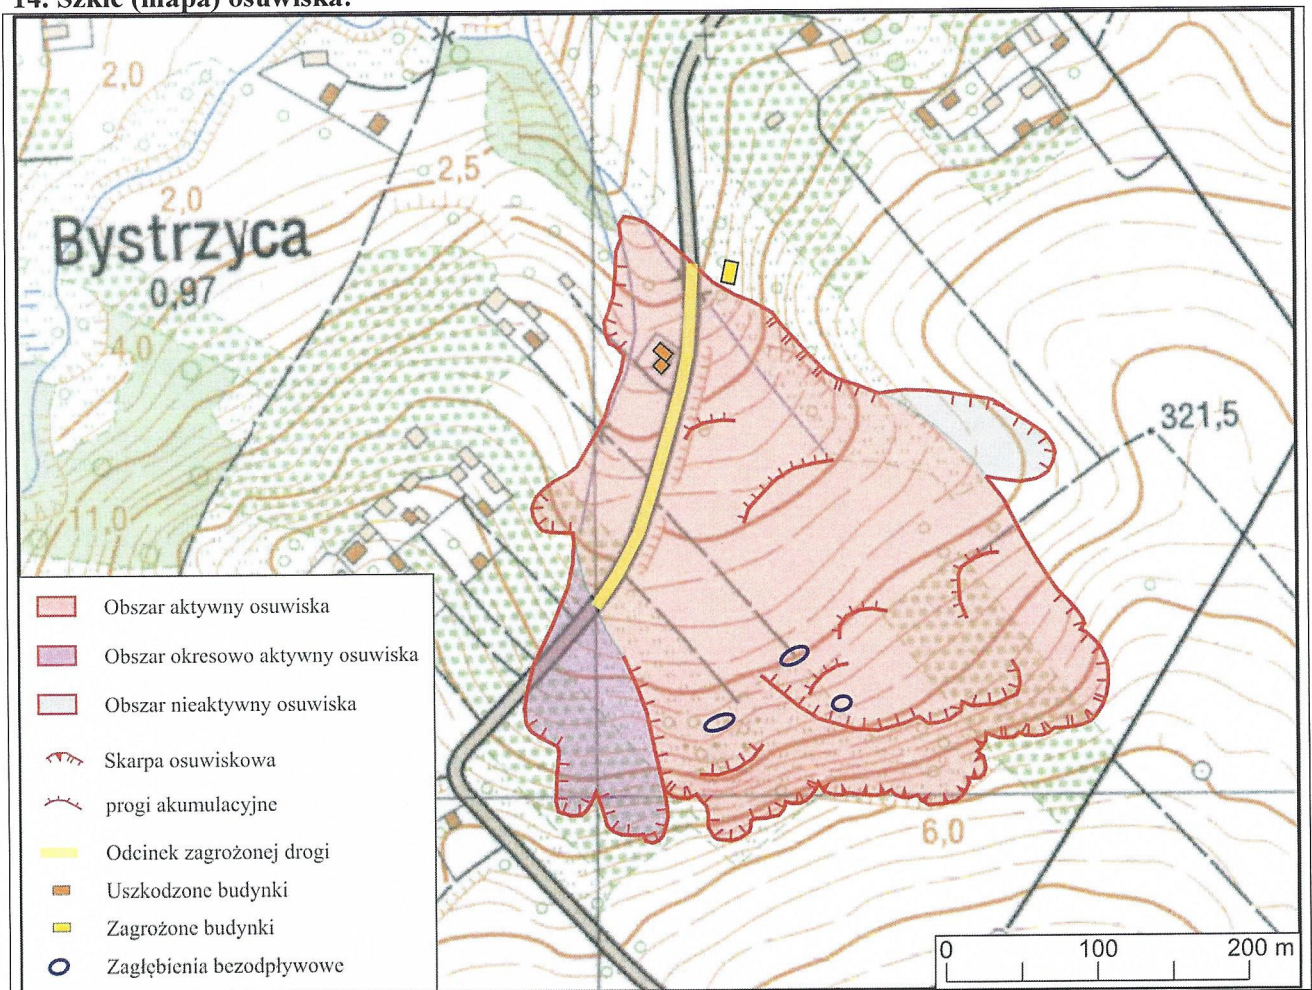 14. Szkic (mapa) osuwiska:
2,0
2,5
2,0
Bystrzyca
0,97
4,0
321,5
11,0
Obszar aktywny osuwiska
Obszar okresowo aktywny osuwiska
Obszar nieaktywny osuwiska
Skarpa osuwiskowa
progi akumulacyjne
Odcinek zagrożonej drogi
Uszkodzone budynki
Zagrożone budynki
Zagłębienia bezodpływowe
6,0
0 100 200 m